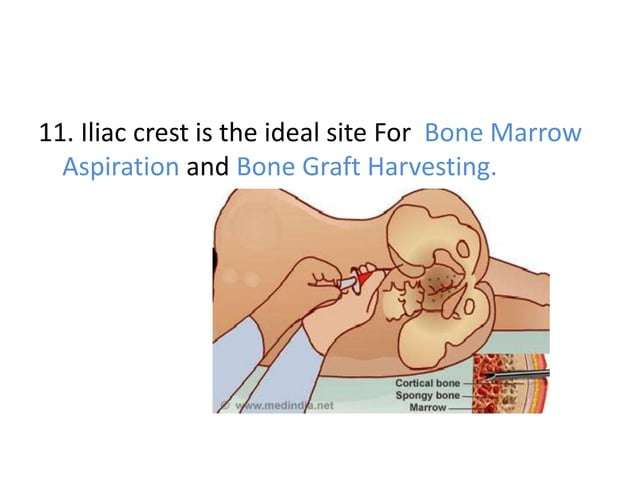 11. Iliac crest is the ideal site For Bone Marrow
Aspiration and Bone Graft Harvesting.
Cortical bone
Spongy bone
Marrow
© www.medindia.net